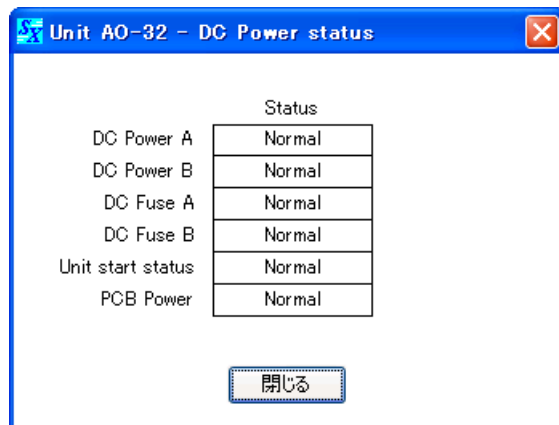 SX Unit AO-32 - DC Power status
Status
DC Power A Normal
DC Power B Normal
DC Fuse A Normal
DC Fuse B Normal
Unit start status Normal
PCB Power Normal
閉じる